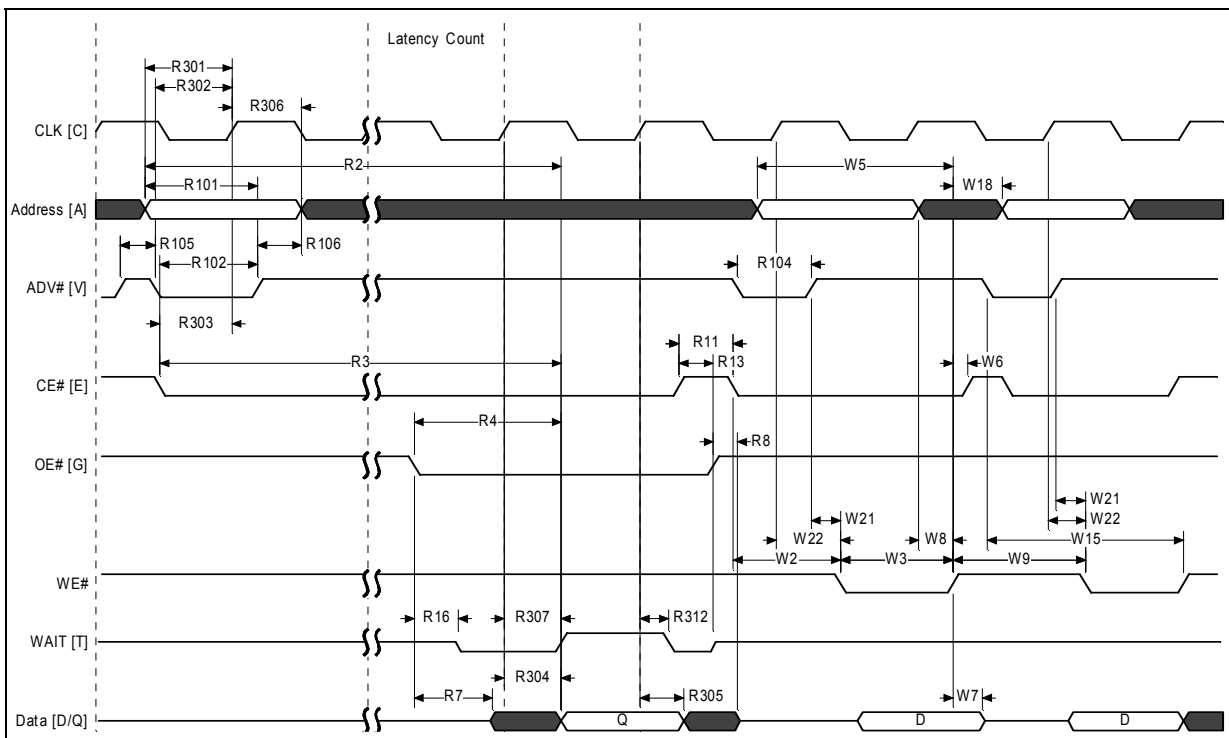 Latency Count
R301
R302
R306
CLK [C]
R2
W5
R101
W18
Address [A]
R105
R106
R102
R104
ADV# [V]
R303
R11
R3
R13
W6
CE# [E]
R4
R8
OE# [G]
W21
W21
W22
W22
W8
W15
W2
W3
W9
WE#
R16
R307
R312
WAIT [T]
R304
R7
R305
W7
Data [D/Q]
Q
D
D